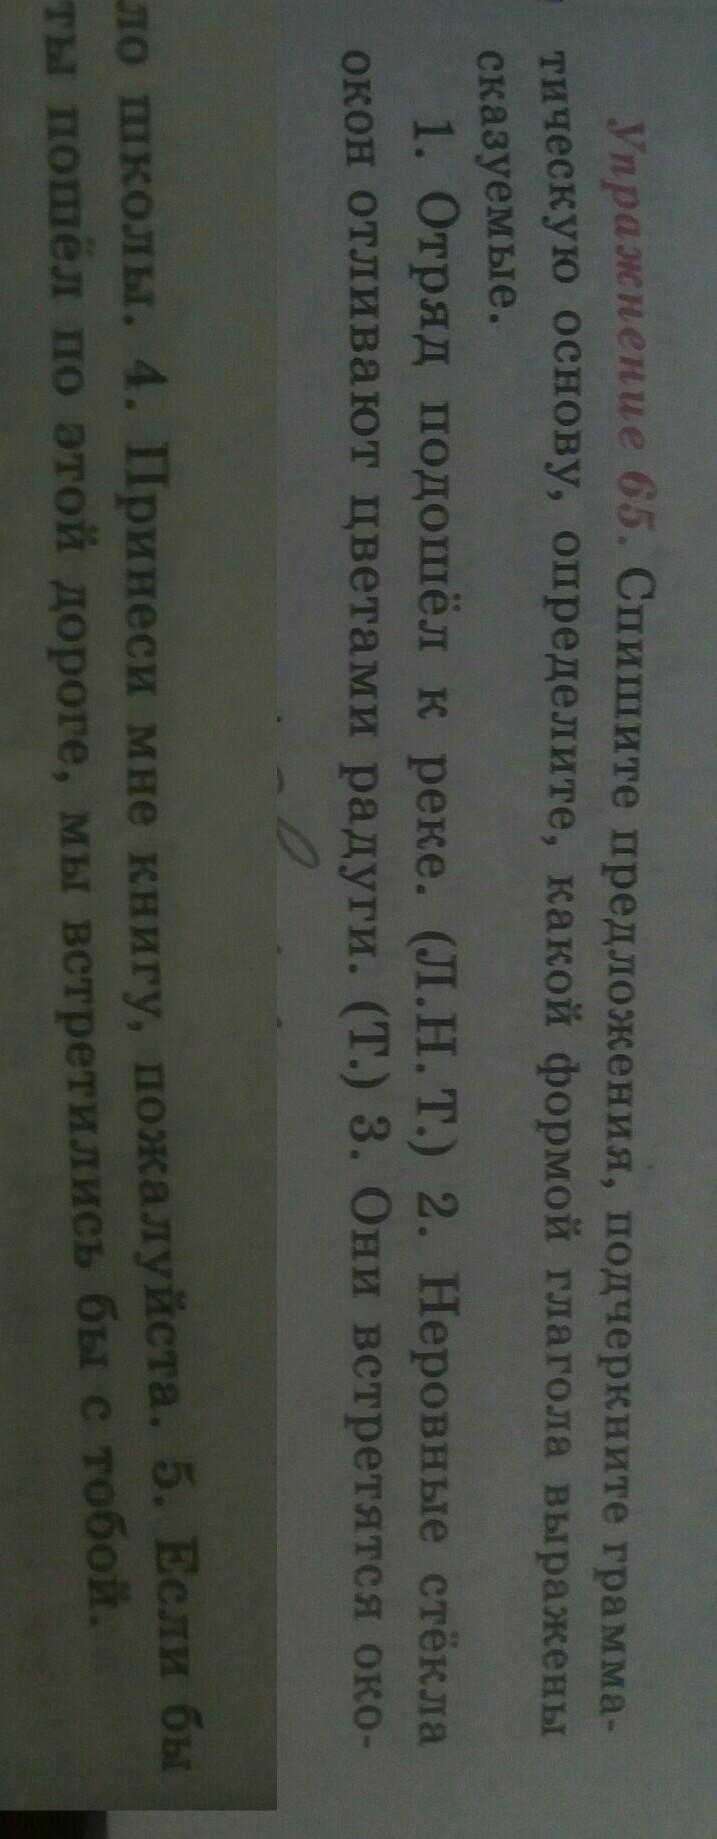 Упражнение 65. Спишите предложения, подчеркните грамма-
тическую основу, определите, какой формой глагола выражены
сказуемые.
1. Отряд подошёл к реке. (Л.Н. Т.) 2. Неровные стёкла
окон отливают цветами радуги. (Т.) 3. Они встретятся око-
ло школы. 4. Принеси мне книгу, пожалуйста. 5. Если бы
ты пошёл по этой дороге, мы встретились бы с тобой.